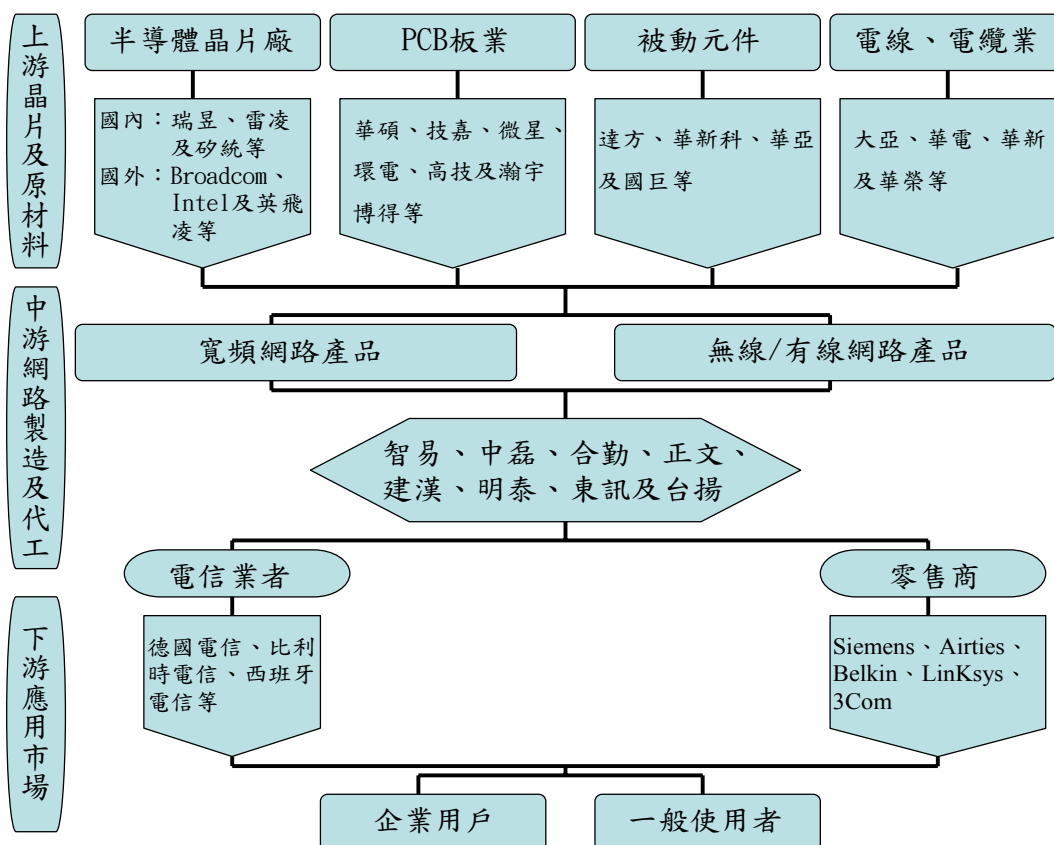 上游晶片及原材料
半導體晶片廠
PCB板業
被動元件
電線、電纜業
國內：瑞昱、雷凌
及矽統等
國外：Broadcom、
Intel及英飛
凌等
華碩、技嘉、微星、
環電、高技及瀚宇
博得等
達方、華新科、華亞
及國巨等
大亞、華電、華新
及華榮等
中游網路製造及代工
寬頻網路產品
無線/有線網路產品
智易、中磊、合勤、正文、
建漢、明泰、東訊及台揚
電信業者
零售商
下游應用市場
德國電信、比利
時電信、西班牙
電信等
Siemens、Airties、
Belkin、LinKsys、
3Com
企業用戶
一般使用者